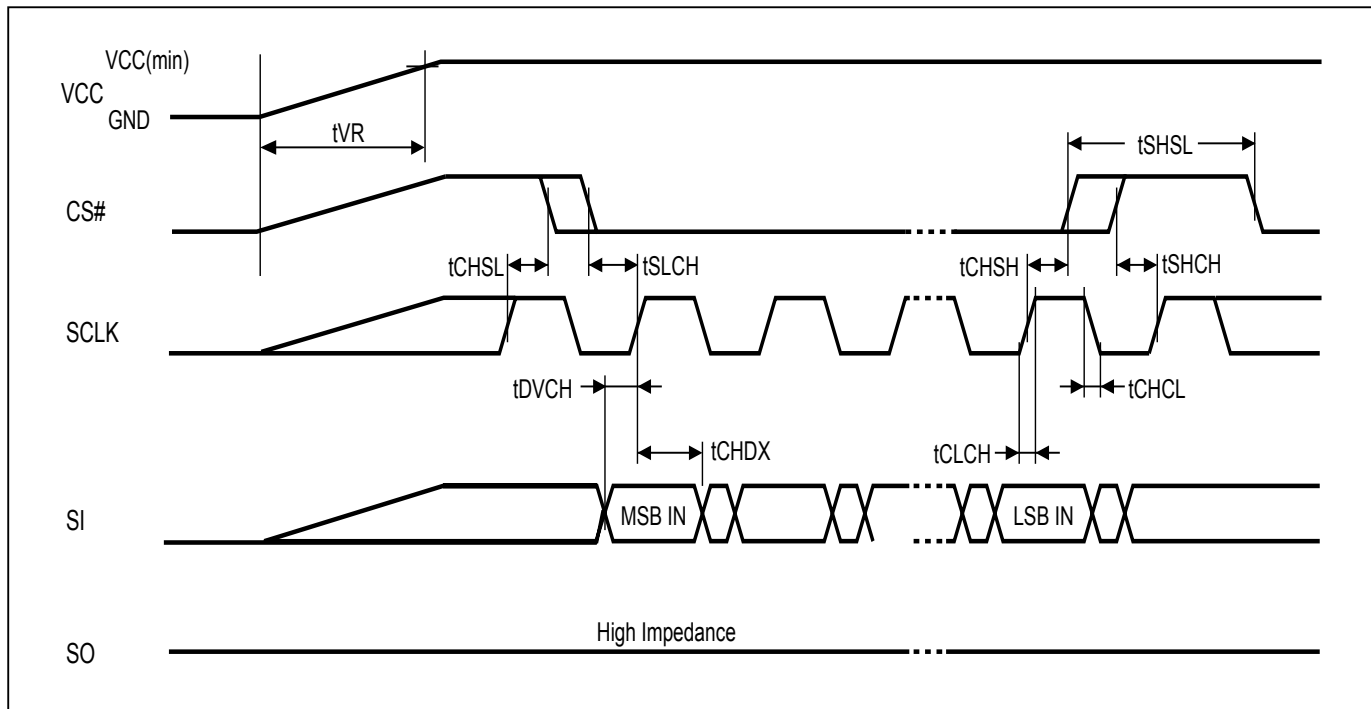 VCC(min)
VCC
GND
tVR
tSHSL
CS#
tCHSL
tSLCH
tCHSH
tSHCH
SCLK
tDVCH
tCHCL
tCHDX
tCLCH
SI
MSB IN
LSB IN
High Impedance
SO